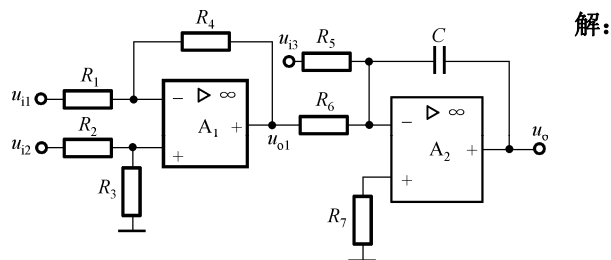 解：
R4
ui3
R5
C
ui1
R1
− ▷ ∞
R6
A1
+
uo1
− ▷ ∞
uo
ui2
R2
+
A2
+
R3
R7
+